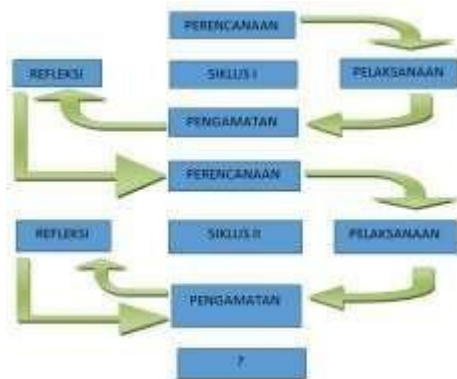 PERENCANAAN
REFLEKSI
SIKLUS I
PELAKSANAAN
PENGAMATAN
PERENCANAAN
REFLEKSI
SIKLUS II
PELAKSANAAN
PENGAMATAN
?